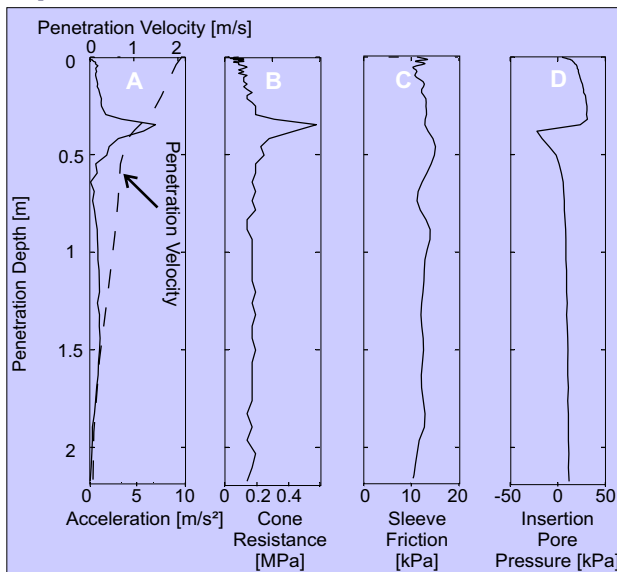 Penetration Velocity [m/s]
0 1 2
A B C D
0
0.5
1
1.5
2
Penetration Depth [m]
Penetration Velocity
0 5 10
0 0.2 0.4
0 10 20
-50 0 50
Acceleration [m/s²]
Cone
Resistance
[MPa]
Sleeve
Friction
[kPa]
Insertion
Pore
Pressure [kPa]